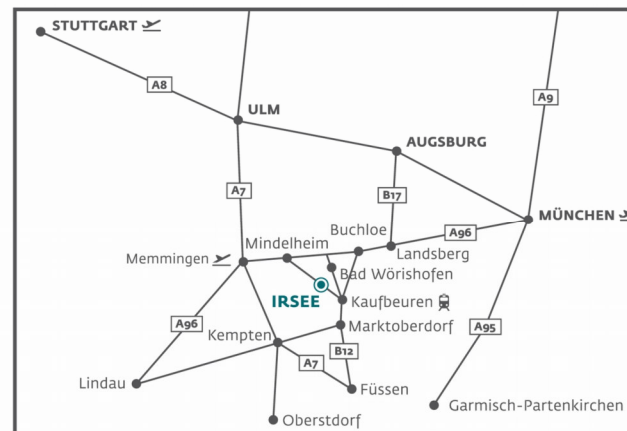 STUTTGART
A8
A9
ULM
AUGSBURG
A7
B17
MÜNCHEN
Buchloe
A96
Mindelheim
Landsberg
Memmingen
Bad Wörishofen
IRSEE
Kaufbeuren
A96
Marktoberdorf
A95
Kempten
B12
A7
Lindau
Füssen
Garmisch-Partenkirchen
Oberstdorf